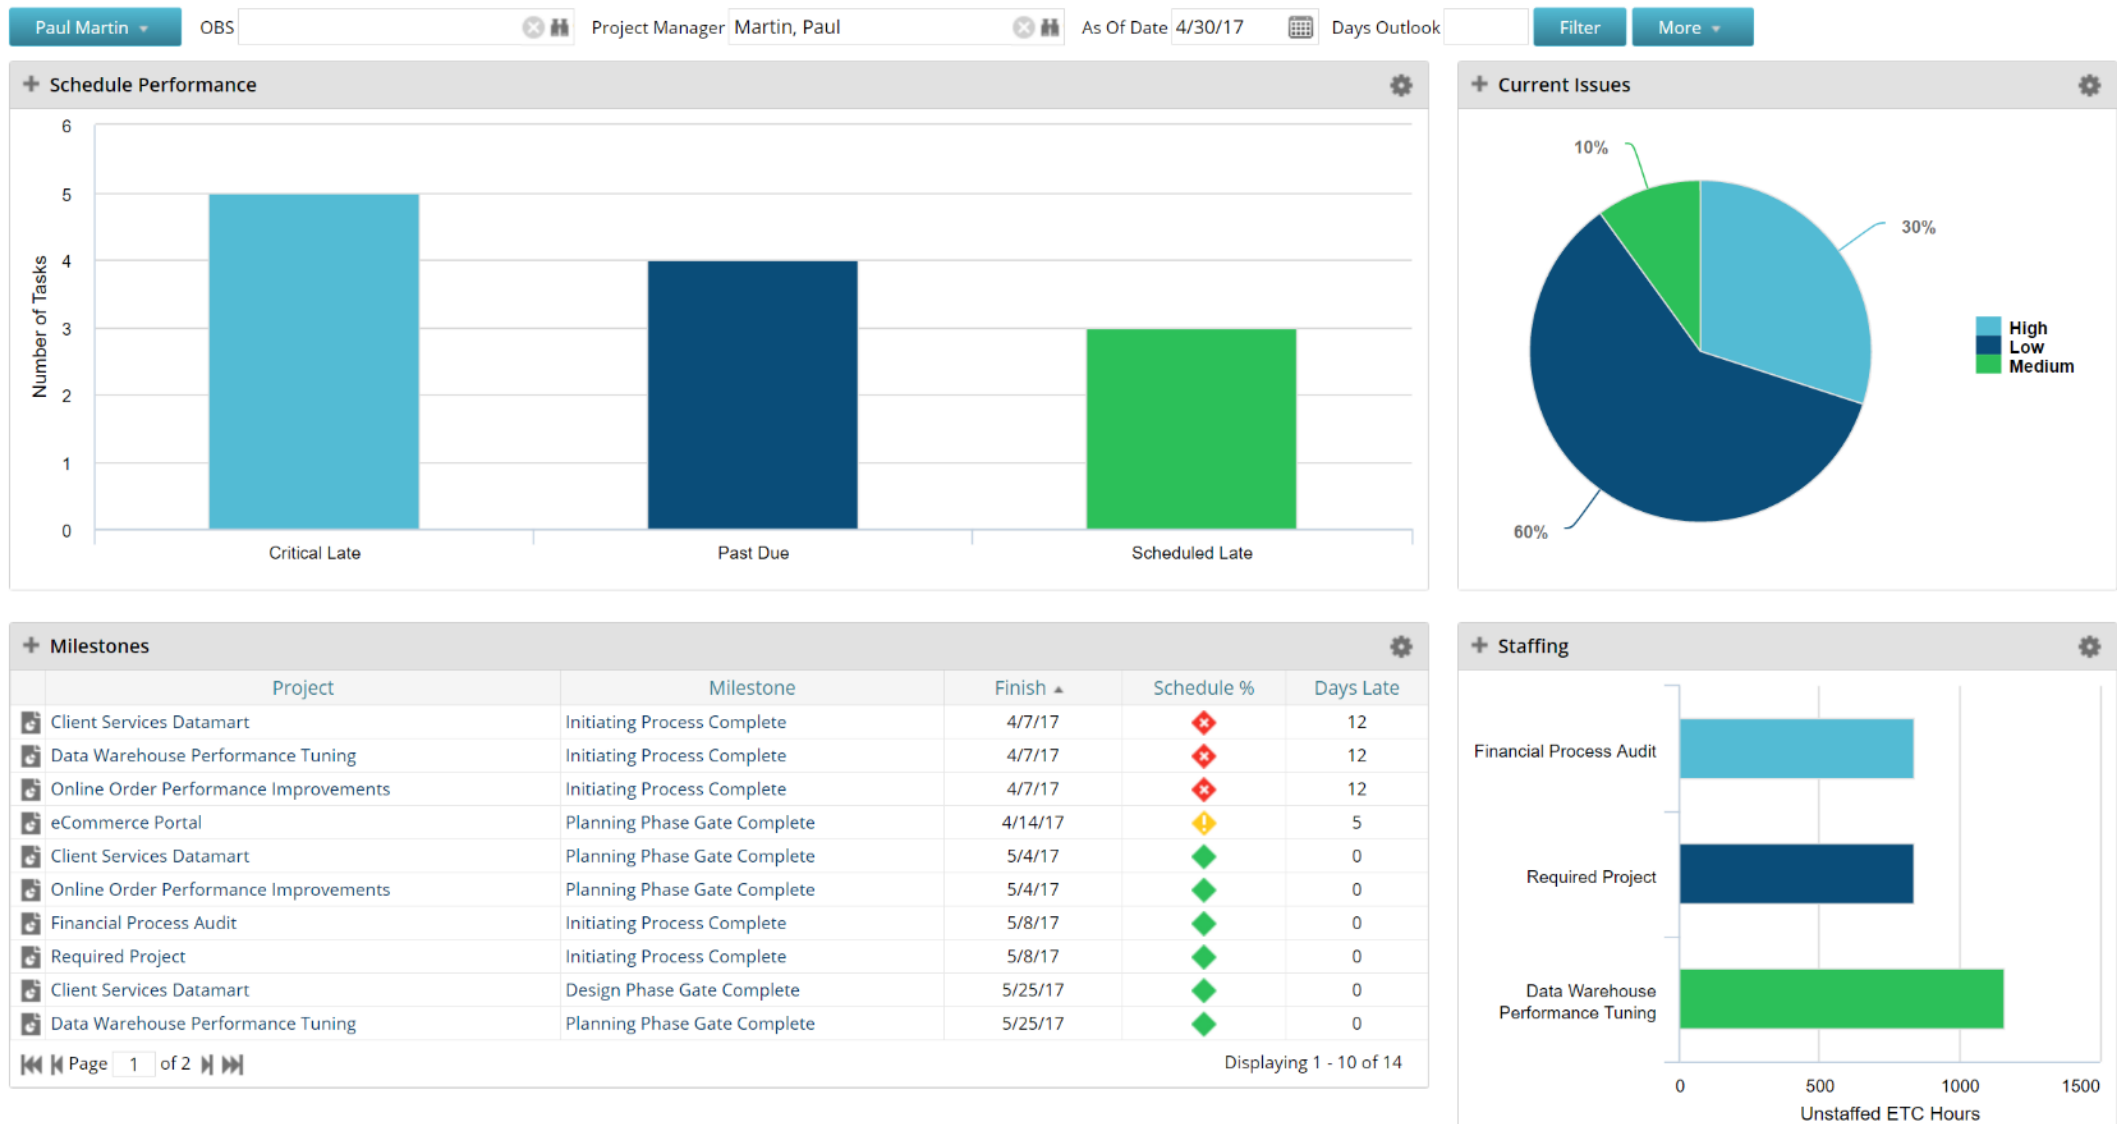 Paul Martin OBS Project Manager Martin, Paul As Of Date 4/30/17 Days Outlook Filter More
Schedule Performance
6
5
4
3
2
1
0
Number of Tasks
Critical Late Past Due Scheduled Late
Current Issues
10%
30%
60%
High
Low
Medium
Milestones
Project Milestone Finish Schedule % Days Late
Client Services Datamart Initiating Process Complete 4/7/17 12
Data Warehouse Performance Tuning Initiating Process Complete 4/7/17 12
Online Order Performance Improvements Initiating Process Complete 4/7/17 12
eCommerce Portal Planning Phase Gate Complete 4/14/17 5
Client Services Datamart Planning Phase Gate Complete 5/4/17 0
Online Order Performance Improvements Planning Phase Gate Complete 5/4/17 0
Financial Process Audit Initiating Process Complete 5/8/17 0
Required Project Initiating Process Complete 5/8/17 0
Client Services Datamart Design Phase Gate Complete 5/25/17 0
Data Warehouse Performance Tuning Planning Phase Gate Complete 5/25/17 0
Page 1 of 2 Displaying 1 - 10 of 14
Staffing
Financial Process Audit
Required Project
Data Warehouse
Performance Tuning
0 500 1000 1500
Unstaffed ETC Hours